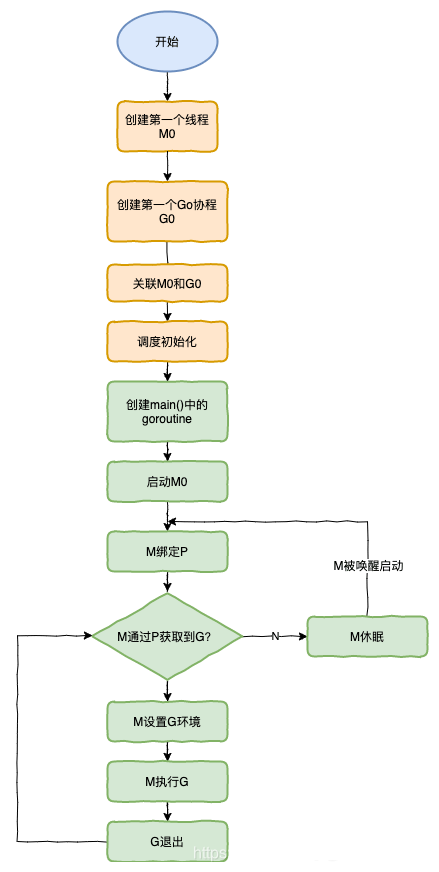 开始
创建第一个线程
M0
创建第一个Go协程
G0
关联M0和G0
调度初始化
创建main()中的
goroutine
启动M0
M绑定P
M被唤醒启动
M通过P获取到G?
N
M休眠
M设置G环境
M执行G
G退出
https